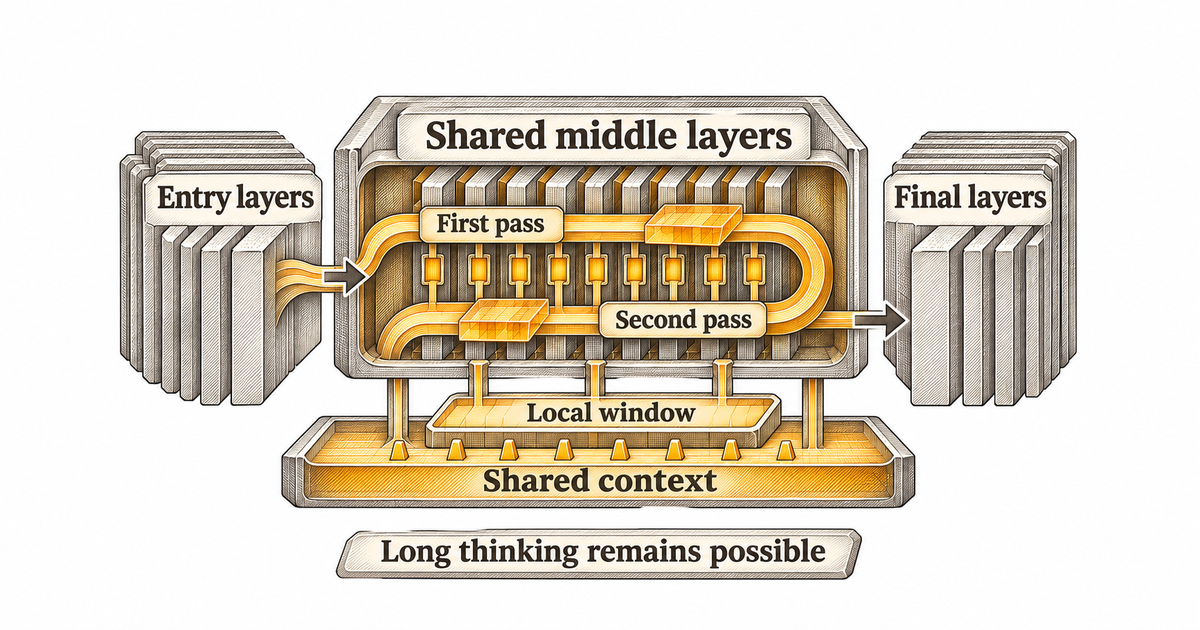 Shared middle layers
Entry layers
Final layers
First pass
Second pass
Local window
Shared context
Long thinking remains possible